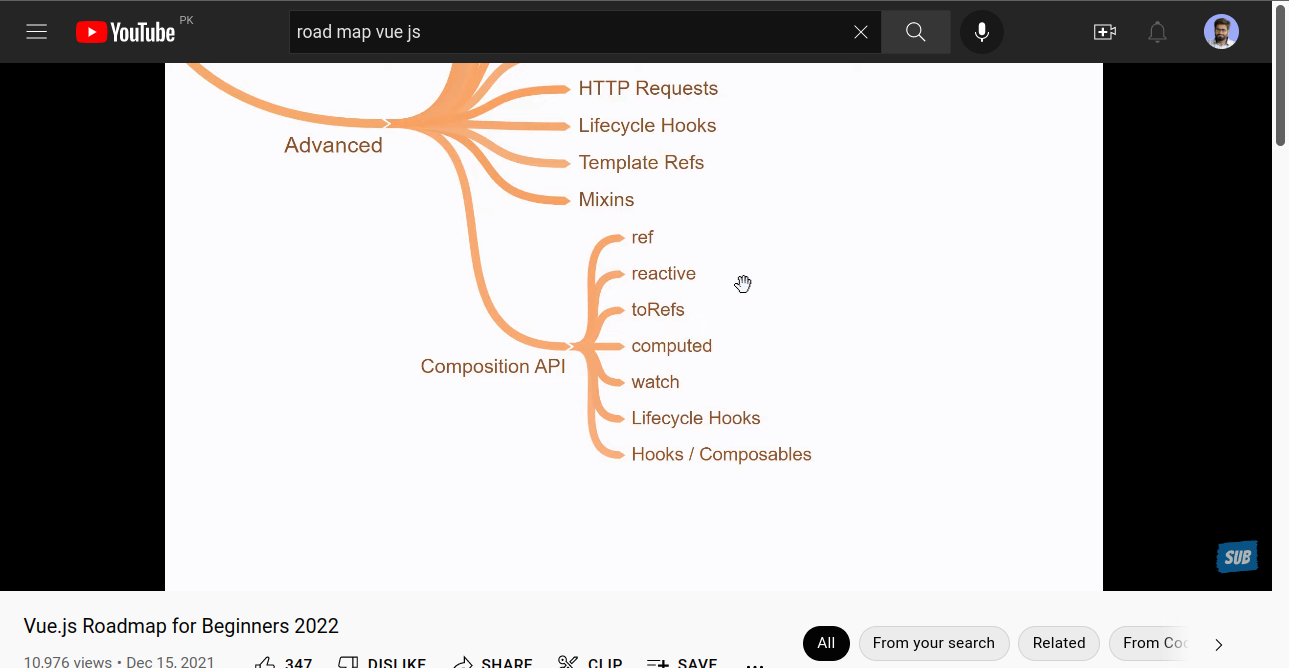 YouTube PK
road map vue js
HTTP Requests
Lifecycle Hooks
Advanced
Template Refs
Mixins
ref
reactive
toRefs
computed
Composition API
watch
Lifecycle Hooks
Hooks / Composables
SUB
Vue.js Roadmap for Beginners 2022
All
From your search
Related
From Coc
10,976 views • Dec 15, 2021
347
DISLIKE
SHARE
CLIP
SAVE